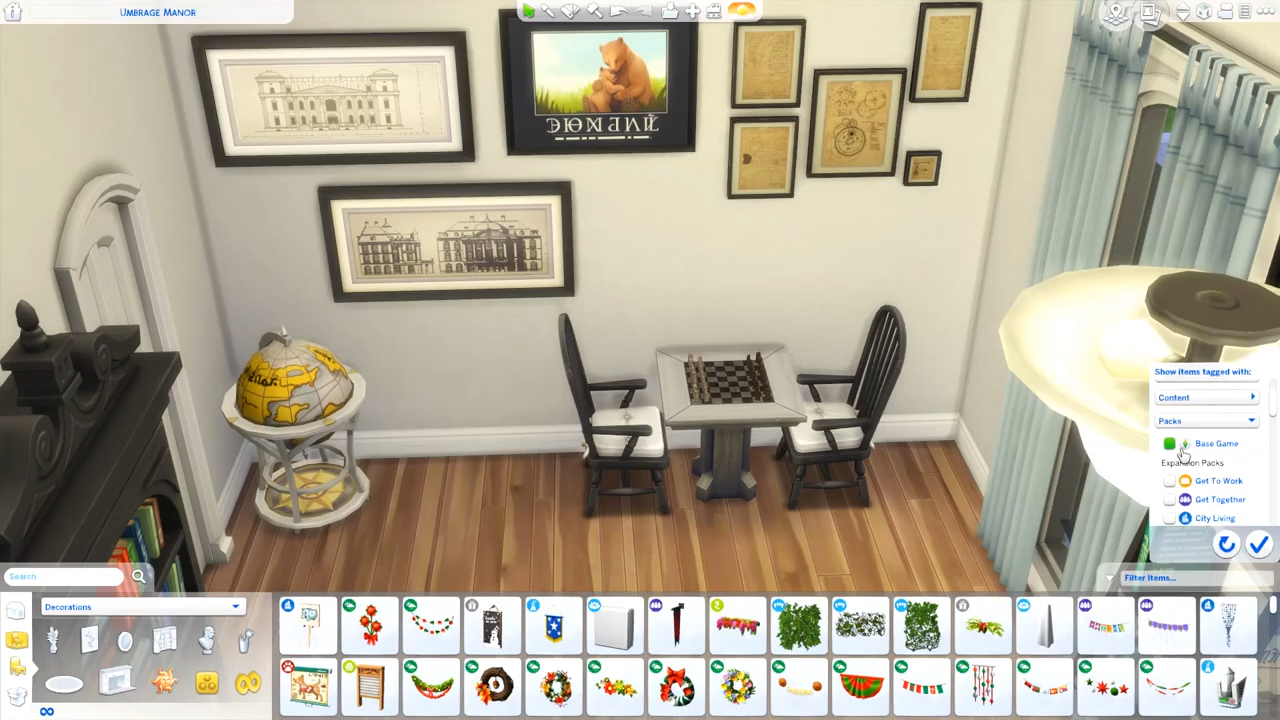 Umbrage Manor
Show items tagged with:
Content
Packs
Base Game
Expansion Packs
Get To Work
Get Together
City Living
Search
Filter Items...
Decorations